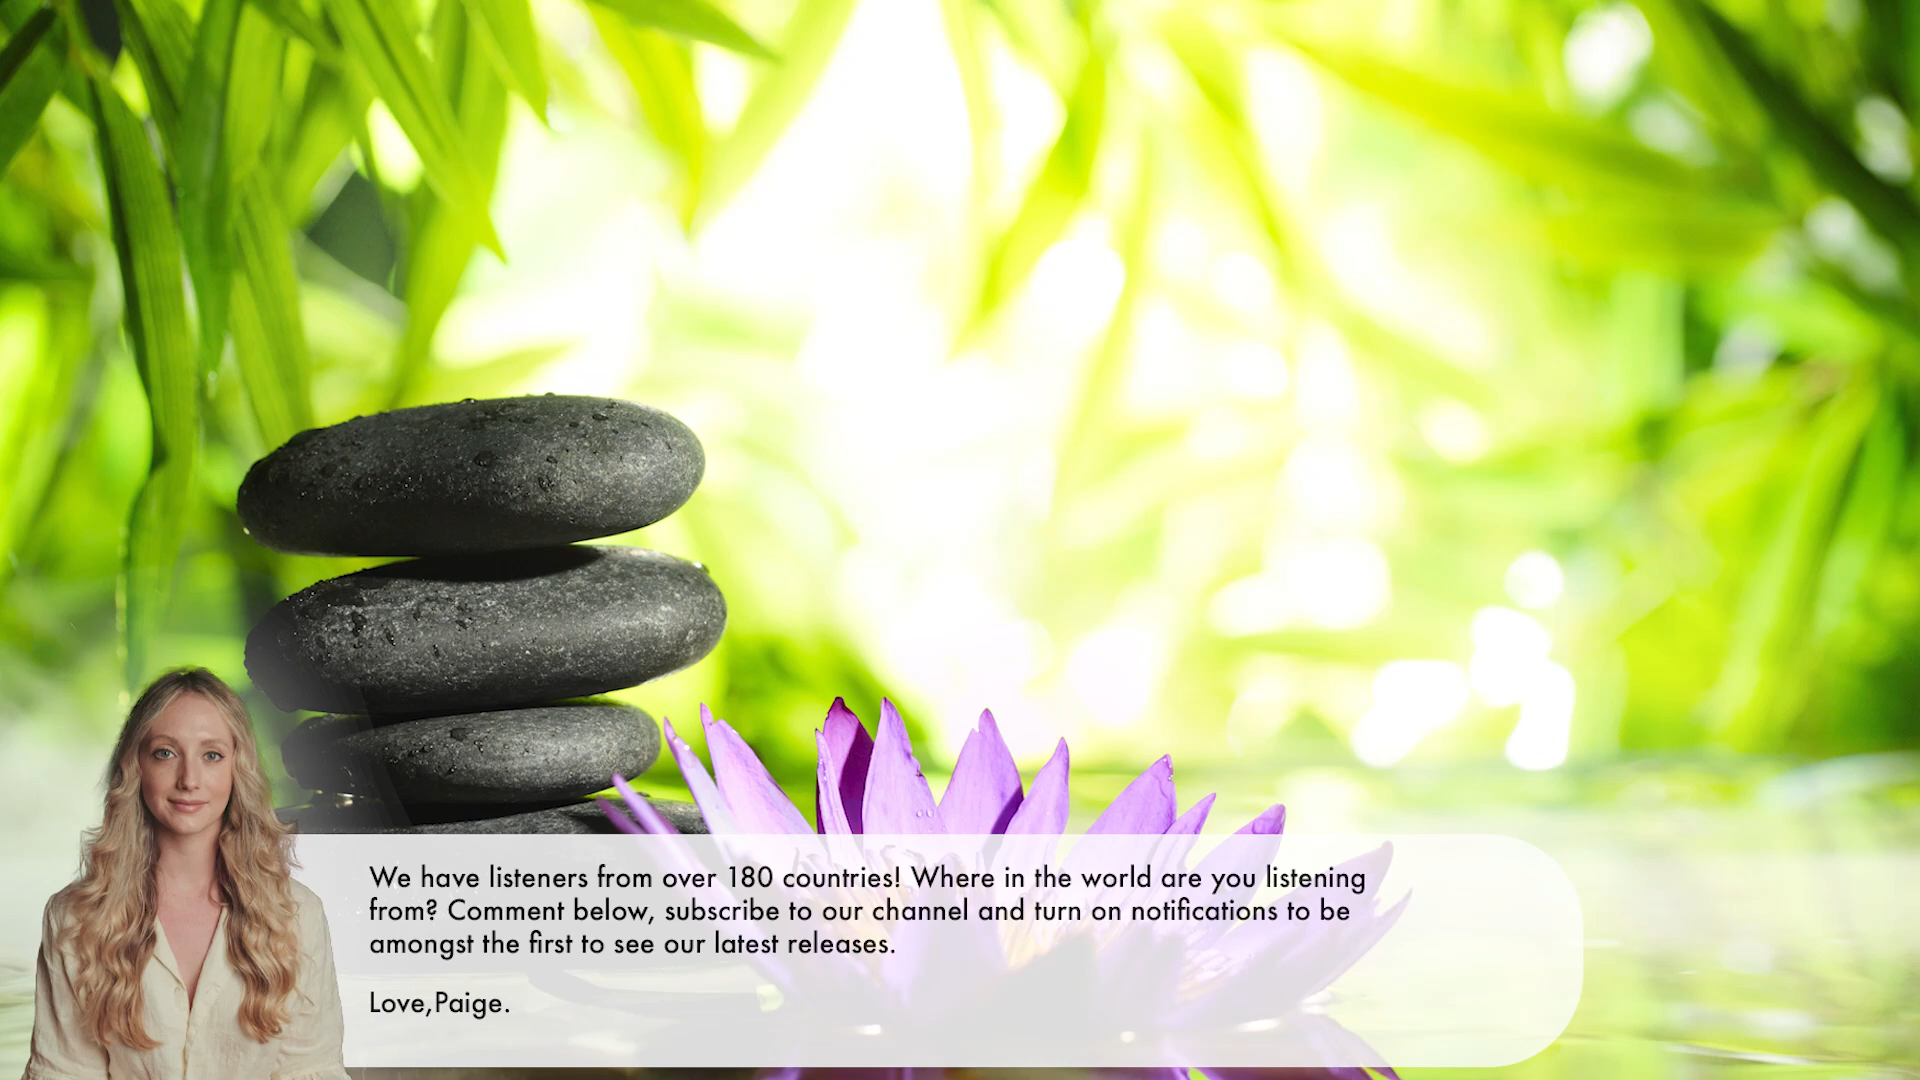 We have listeners from over 180 countries! Where in the world are you listening
from? Comment below, subscribe to our channel and turn on notifications to be
amongst the first to see our latest releases.
Love,Paige.